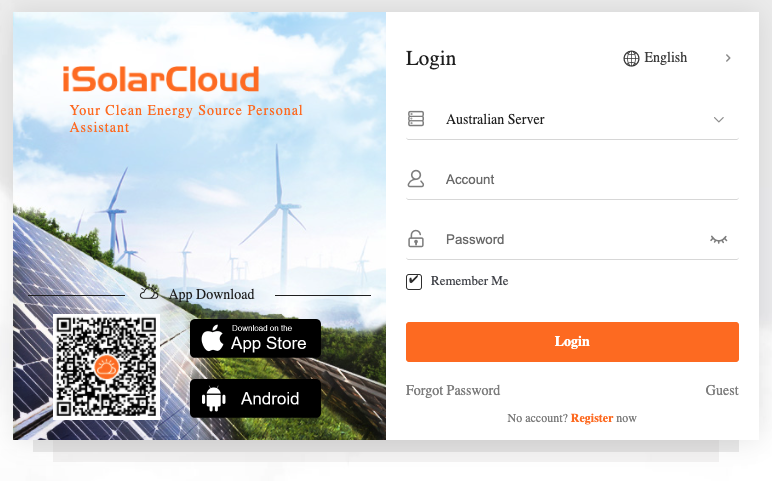 iSolarCloud
Your Clean Energy Source Personal
Assistant
App Download
Download on the
App Store
Android
Login
English
Australian Server
Account
Password
Remember Me
Login
Forgot Password
Guest
No account? Register now